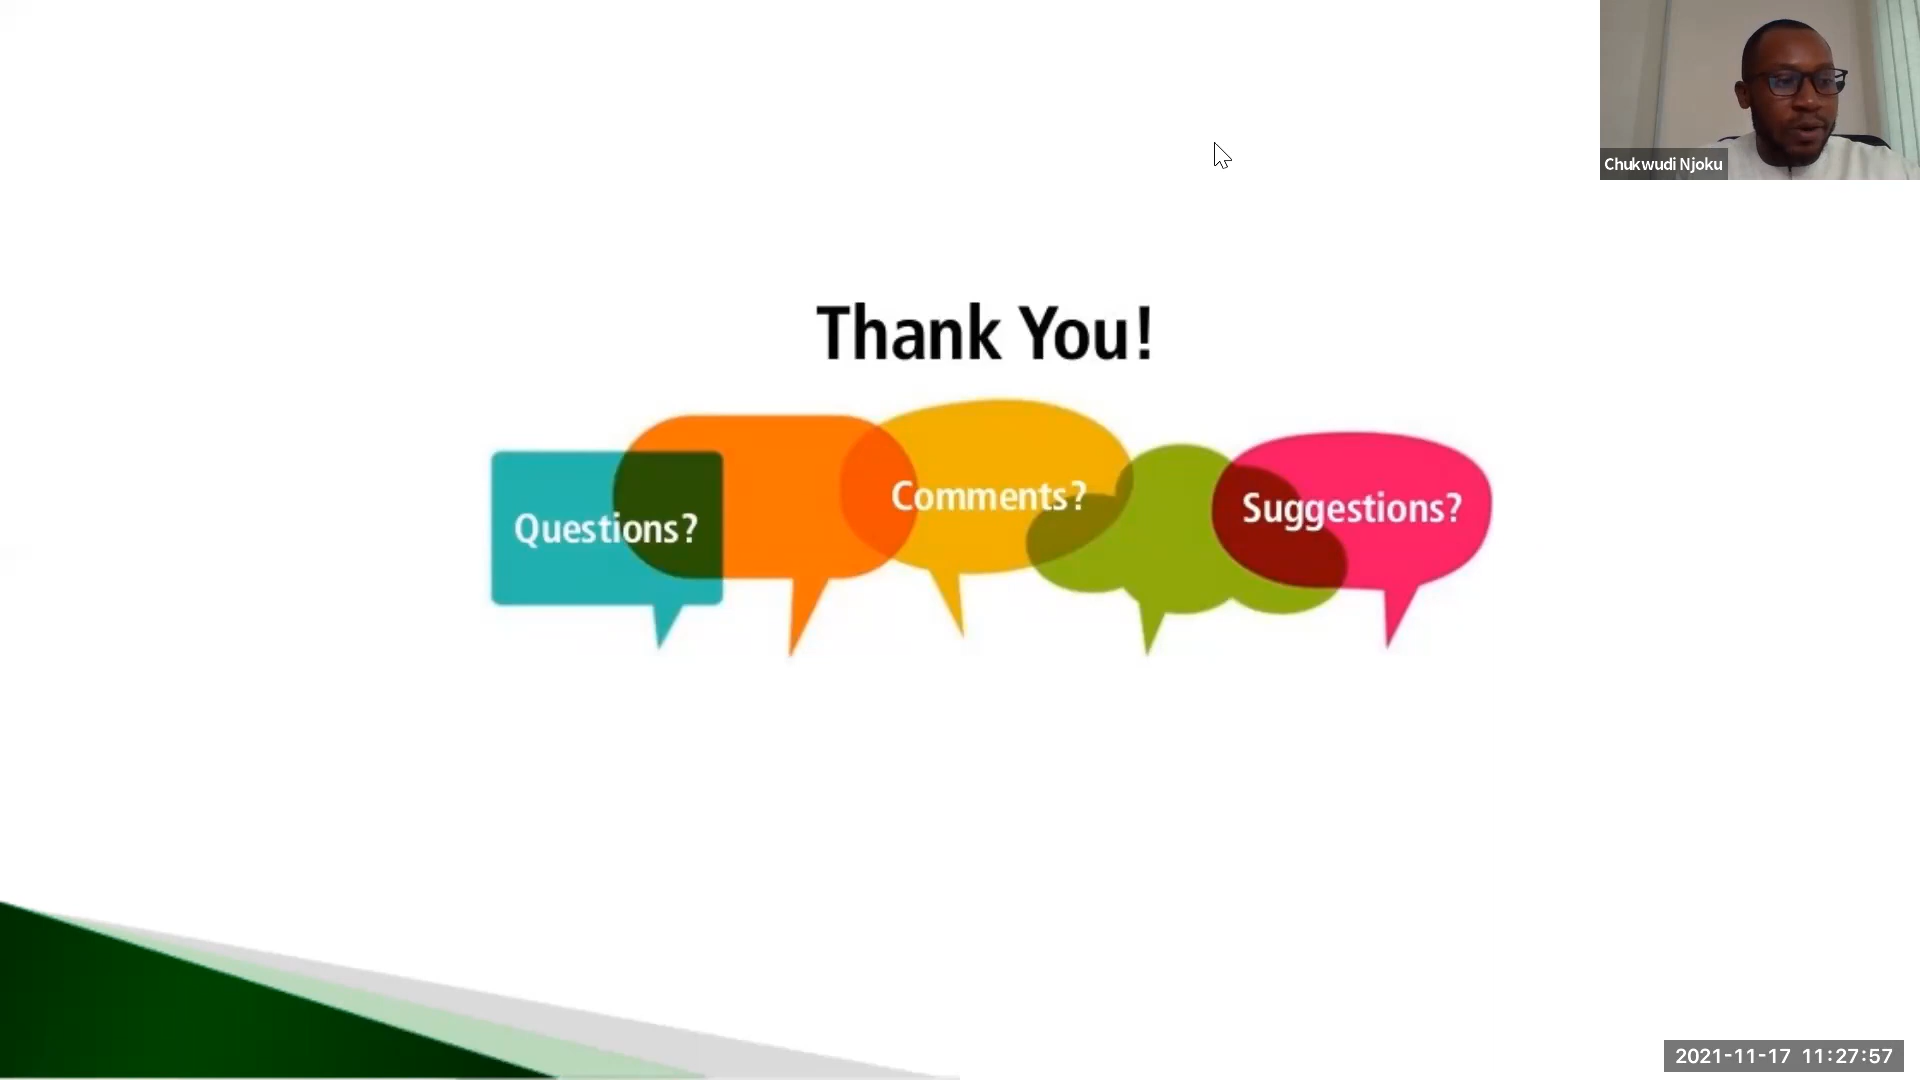 Chukwudi Njoku
Thank You!
Questions?
Comments?
Suggestions?
2021-11-17 11:27:57